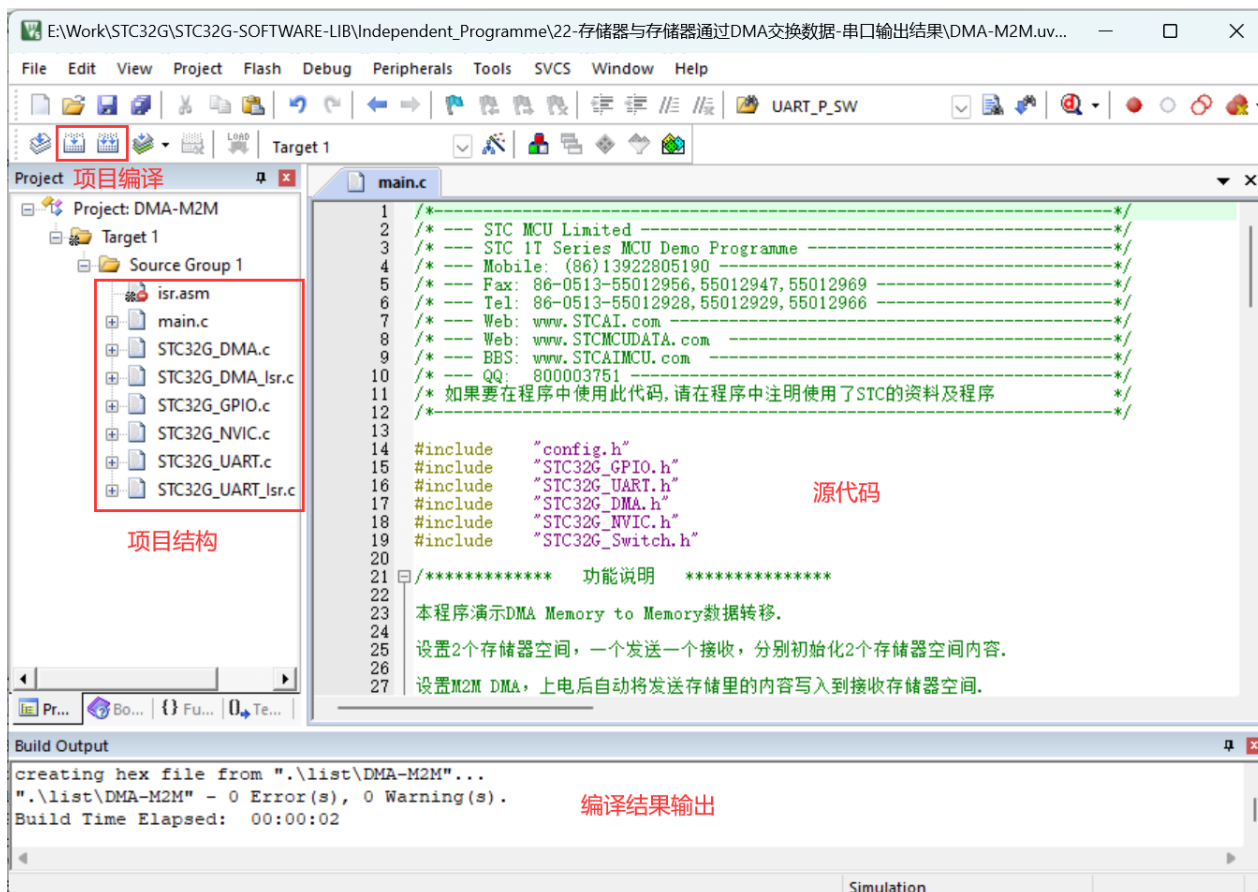 E:\Work\STC32G\STC32G-SOFTWARE-LIB\Independent_Programme\22-存储器与存储器通过DMA交换数据-串口输出结果\DMA-M2M.uv...
File Edit View Project Flash Debug Peripherals Tools SVCS Window Help
UART_P_SW
LOAD
Target 1
Project 项目编译
main.c
Project: DMA-M2M
Target 1
Source Group 1
isr.asm
main.c
STC32G_DMA.c
STC32G_DMA_Isr.c
STC32G_GPIO.c
STC32G_NVIC.c
STC32G_UART.c
STC32G_UART_Isr.c
项目结构
Pr... Bo... {} Fu... Te...
1 /*---------------------------------------------------------------------*/
2 /* --- STC MCU Limited ------------------------------------------------*/
3 /* --- STC 1T Series MCU Demo Programme -------------------------------*/
4 /* --- Mobile: (86)13922805190 ----------------------------------------*/
5 /* --- Fax: 86-0513-55012956,55012947,55012969 ------------------------*/
6 /* --- Tel: 86-0513-55012928,55012929,55012966 ------------------------*/
7 /* --- Web: www.STCAI.com ---------------------------------------------*/
8 /* --- Web: www.STCMCUDATA.com ---------------------------------------*/
9 /* --- BBS: www.STCAIMCU.com -----------------------------------------*/
10 /* --- QQ: 800003751 -------------------------------------------------*/
11 /* 如果要在程序中使用此代码,请在程序中注明使用了STC的资料及程序 */
12 /*---------------------------------------------------------------------*/
13
14 #include "config.h"
15 #include "STC32G_GPIO.h"
16 #include "STC32G_UART.h"
17 #include "STC32G_DMA.h"
18 #include "STC32G_NVIC.h"
19 #include "STC32G_Switch.h"
20
21 /************* 功能说明 ***************
22
23 本程序演示DMA Memory to Memory数据转移.
24
25 设置2个存储器空间，一个发送一个接收，分别初始化2个存储器空间内容.
26
27 设置M2M DMA，上电后自动将发送存储里的内容写入到接收存储器空间.
源代码
Build Output
creating hex file from ".\list\DMA-M2M"...
".\list\DMA-M2M" - 0 Error(s), 0 Warning(s).
Build Time Elapsed: 00:00:02
编译结果输出
Simulation